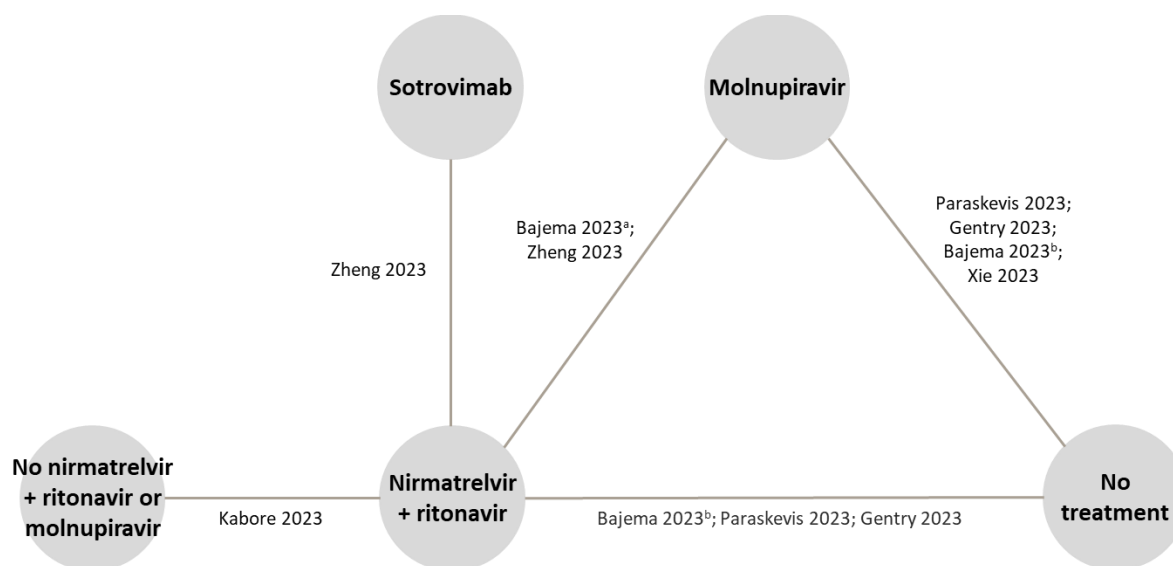 Sotrovimab
Molnupiravir
Paraskevis 2023;
Gentry 2023;
Bajema 2023ᵇ;
Xie 2023
Bajema 2023ᵃ;
Zheng 2023
Zheng 2023
No nirmatrelvir
+ ritonavir or
molnupiravir
Kabore 2023
Nirmatrelvir
+ ritonavir
Bajema 2023ᵇ; Paraskevis 2023; Gentry 2023
No
treatment